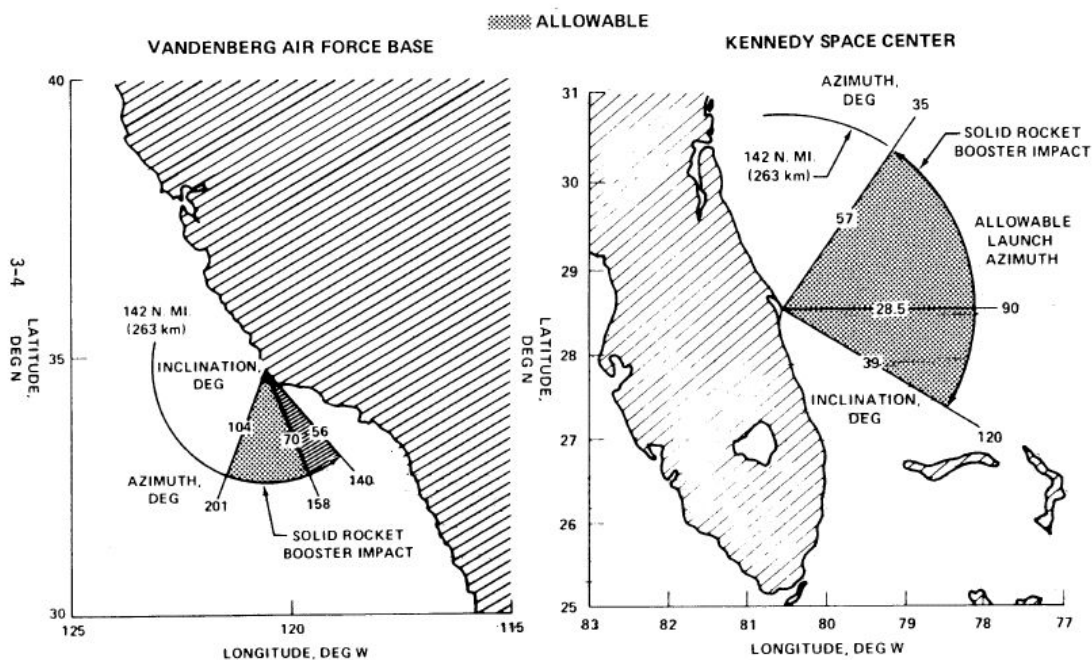 ALLOWABLE
VANDENBERG AIR FORCE BASE
40
35
30
125
120
115
LATITUDE,
DEG N
LONGITUDE, DEG W
3-4
142 N. MI.
(263 km)
INCLINATION,
DEG
104
70
56
AZIMUTH,
DEG
201
158
140
SOLID ROCKET
BOOSTER IMPACT
KENNEDY SPACE CENTER
31
30
29
28
27
26
25
83
82
81
80
79
78
77
LATITUDE,
DEG N
LONGITUDE, DEG W
AZIMUTH,
DEG
35
142 N. MI.
(263 km)
SOLID ROCKET
BOOSTER IMPACT
57
ALLOWABLE
LAUNCH
AZIMUTH
28.5
90
39
INCLINATION,
DEG
120